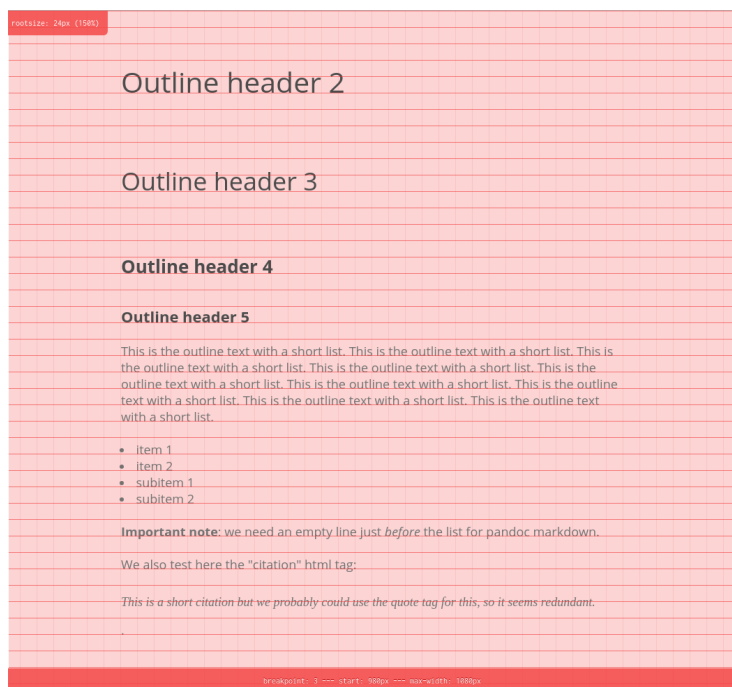 rootsize: 24px (150%)
Outline header 2
Outline header 3
Outline header 4
Outline header 5
This is the outline text with a short list. This is the outline text with a short list. This is
the outline text with a short list. This is the outline text with a short list. This is the
outline text with a short list. This is the outline text with a short list. This is the outline
text with a short list. This is the outline text with a short list. This is the outline text
with a short list.
• item 1
• item 2
• subitem 1
• subitem 2
Important note: we need an empty line just before the list for pandoc markdown.
We also test here the "citation" html tag:
This is a short citation but we probably could use the quote tag for this, so it seems redundant.
.
breakpoint: 3 --- start: 980px --- max-width: 1080px